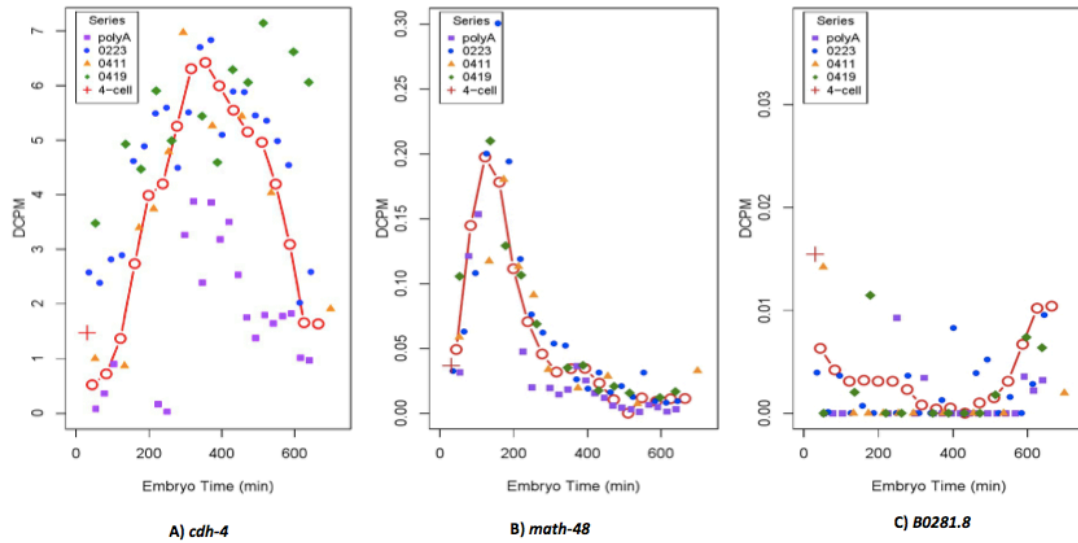 Series
polyA
0223
0411
0419
4-cell
DCPM
0
1
2
3
4
5
6
7
0
200
400
600
Embryo Time (min)
A) cdh-4
Series
polyA
0223
0411
0419
4-cell
DCPM
0.00
0.05
0.10
0.15
0.20
0.25
0.30
0
200
400
600
Embryo Time (min)
B) math-48
Series
polyA
0223
0411
0419
4-cell
DCPM
0.00
0.01
0.02
0.03
0
200
400
600
Embryo Time (min)
C) B0281.8